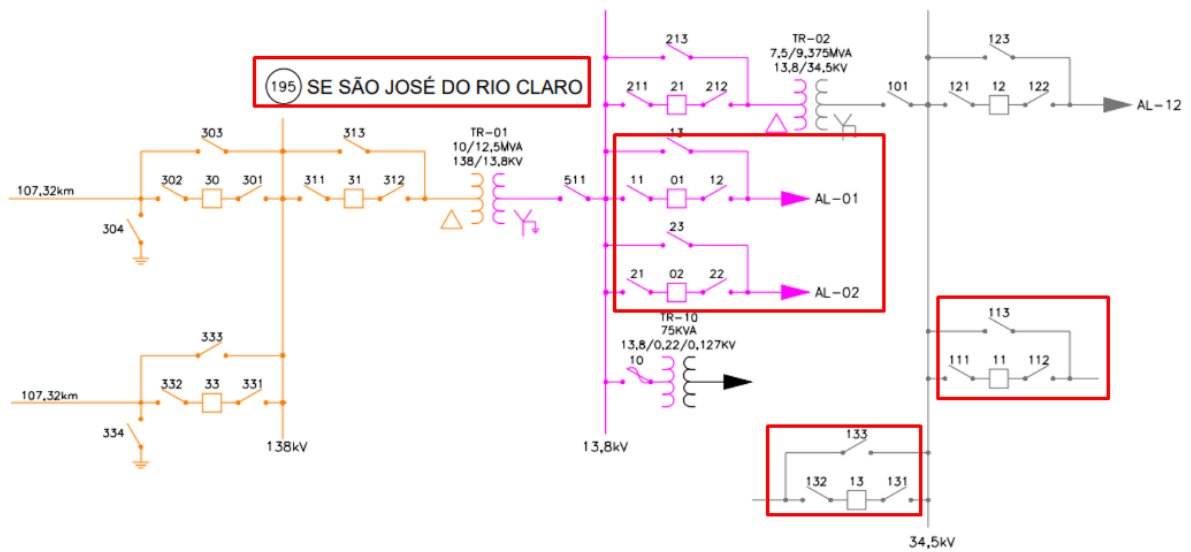 195 SE SÃO JOSÉ DO RIO CLARO
213
211 21 212
TR-02
7,5/9,375MVA
13,8/34,5KV
101
123
121 12 122
AL-12
303
302 30 301
107,32km
304
313
311 31 312
TR-01
10/12,5MVA
138/13,8KV
511
13
11 01 12
AL-01
23
21 02 22
AL-02
TR-10
75KVA
13,8/0,22/0,127KV
10
113
111 11 112
333
332 33 331
107,32km
334
138kV
13,8kV
133
132 13 131
34,5kV